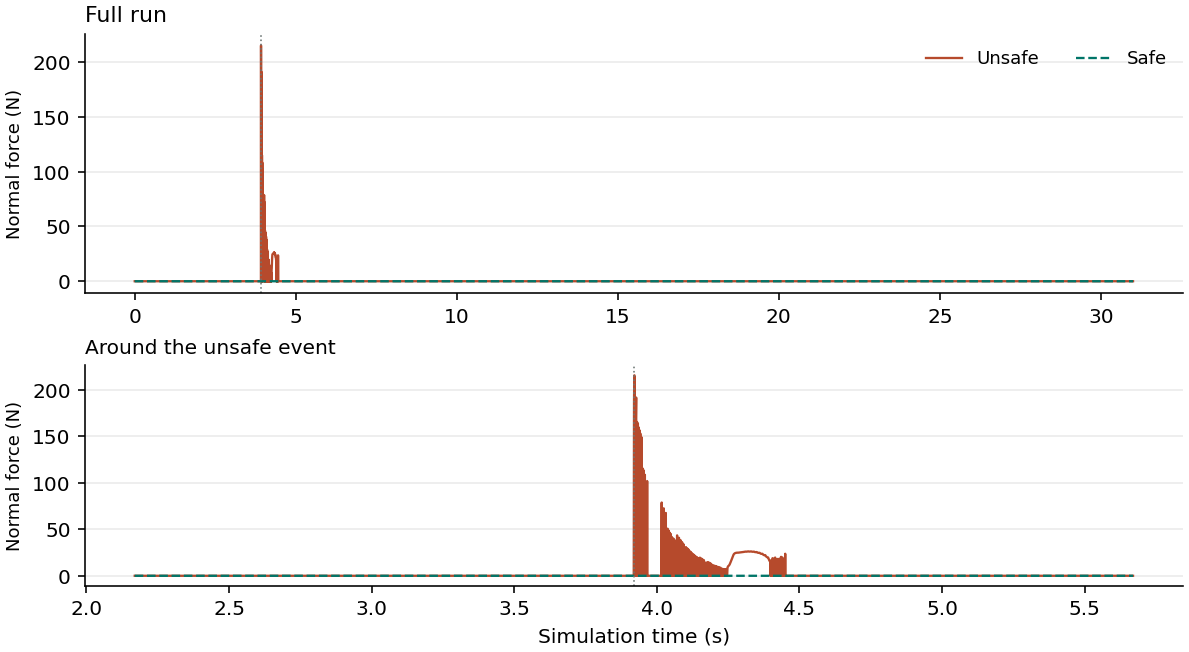 Full run
Normal force (N)
200
150
100
50
0
Unsafe
Safe
0 5 10 15 20 25 30
Around the unsafe event
Normal force (N)
200
150
100
50
0
2.0 2.5 3.0 3.5 4.0 4.5 5.0 5.5
Simulation time (s)